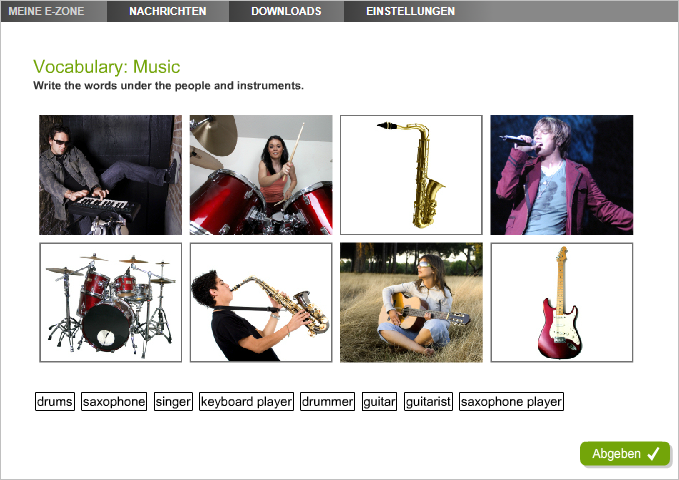 MEINE E-ZONE NACHRICHTEN DOWNLOADS EINSTELLUNGEN
Vocabulary: Music
Write the words under the people and instruments.
drums saxophone singer keyboard player drummer guitar guitarist saxophone player
Abgeben